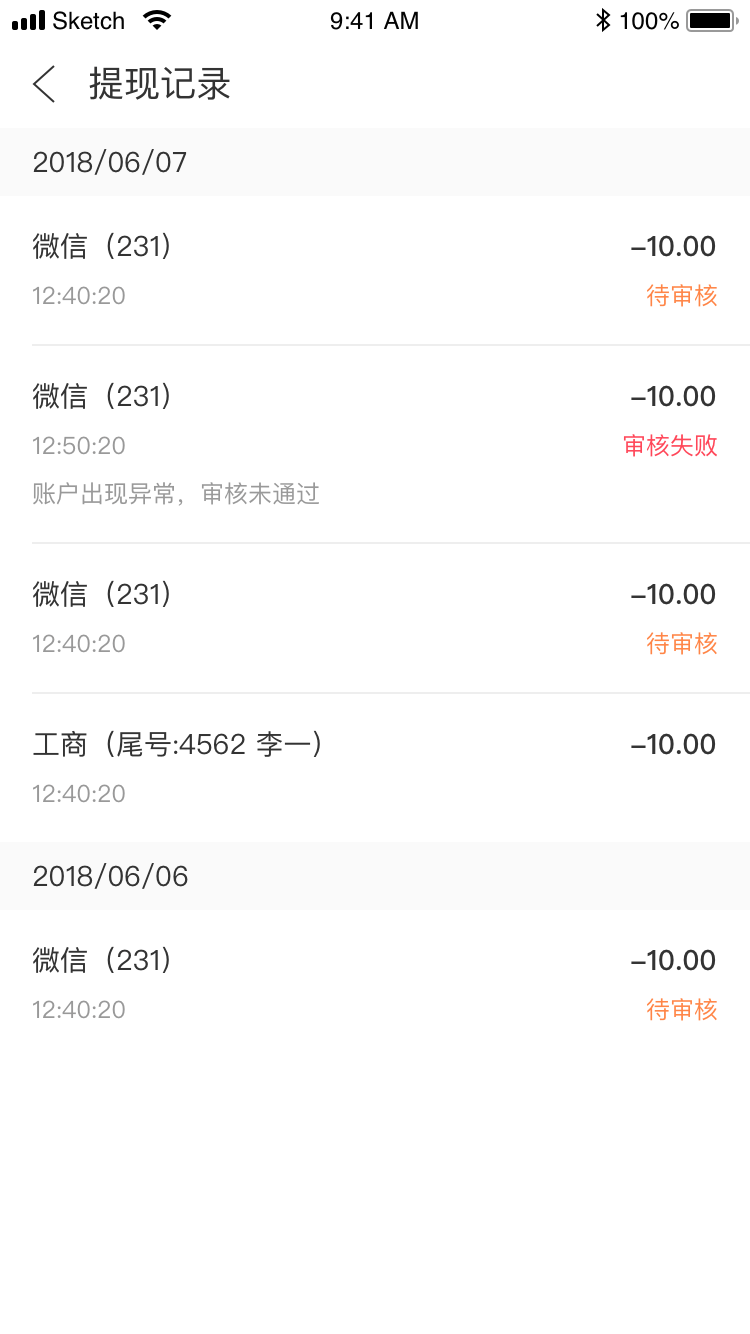 Sketch 9:41 AM 100%
提现记录
2018/06/07
微信（231） –10.00
12:40:20 待审核
微信（231） –10.00
12:50:20 审核失败
账户出现异常，审核未通过
微信（231） –10.00
12:40:20 待审核
工商（尾号:4562 李一） –10.00
12:40:20
2018/06/06
微信（231） –10.00
12:40:20 待审核